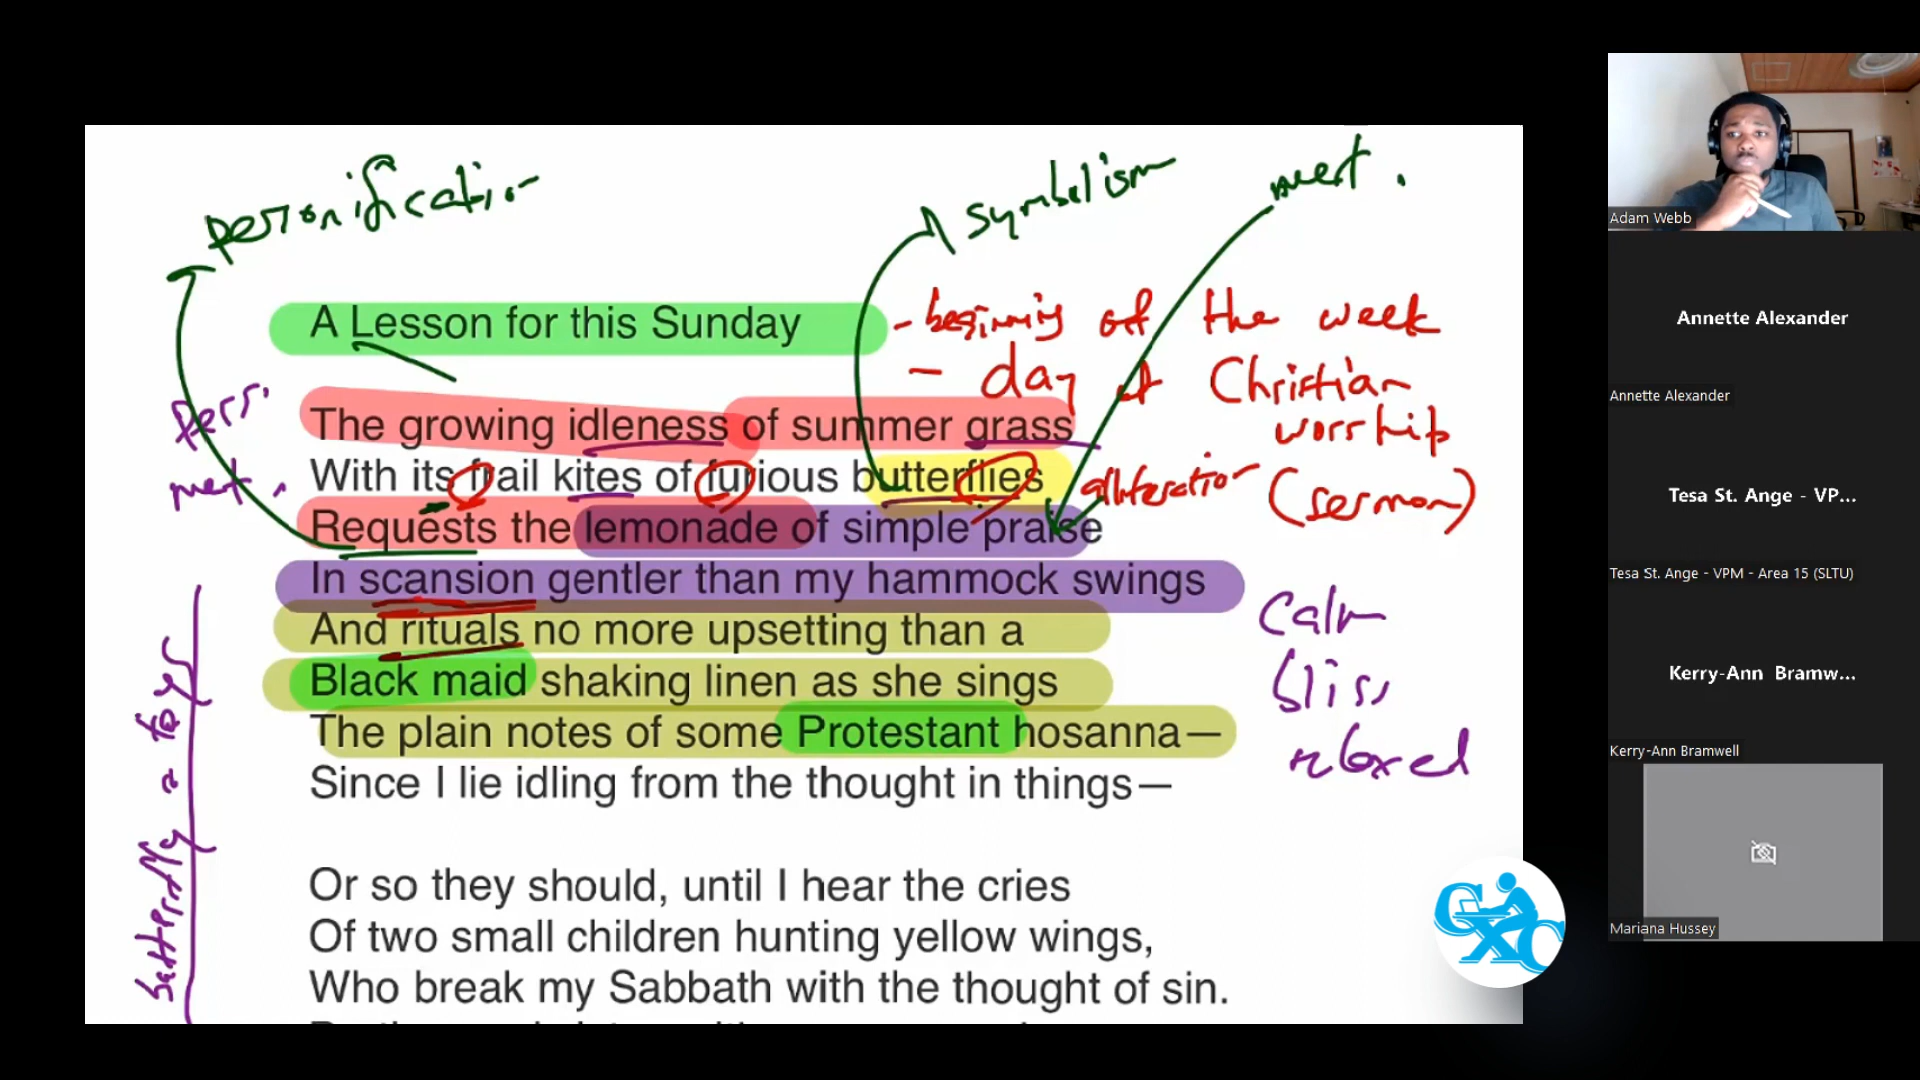 personification
symbolism
met.
A Lesson for this Sunday
- beginning of the week
- day of Christian
worship
(sermon)
pers.
met.
The growing idleness of summer grass
With its frail kites of furious butterflies
alliteration
Requests the lemonade of simple praise
In scansion gentler than my hammock swings
And rituals no more upsetting than a
Black maid shaking linen as she sings
The plain notes of some Protestant hosanna—
Since I lie idling from the thought in things—
calm
bliss
relaxed
butterfly = toys
Or so they should, until I hear the cries
Of two small children hunting yellow wings,
Who break my Sabbath with the thought of sin.
CXC
Adam Webb
Annette Alexander
Annette Alexander
Tesa St. Ange - VP...
Tesa St. Ange - VPM - Area 15 (SLTU)
Kerry-Ann Bramw...
Kerry-Ann Bramwell
Mariana Hussey